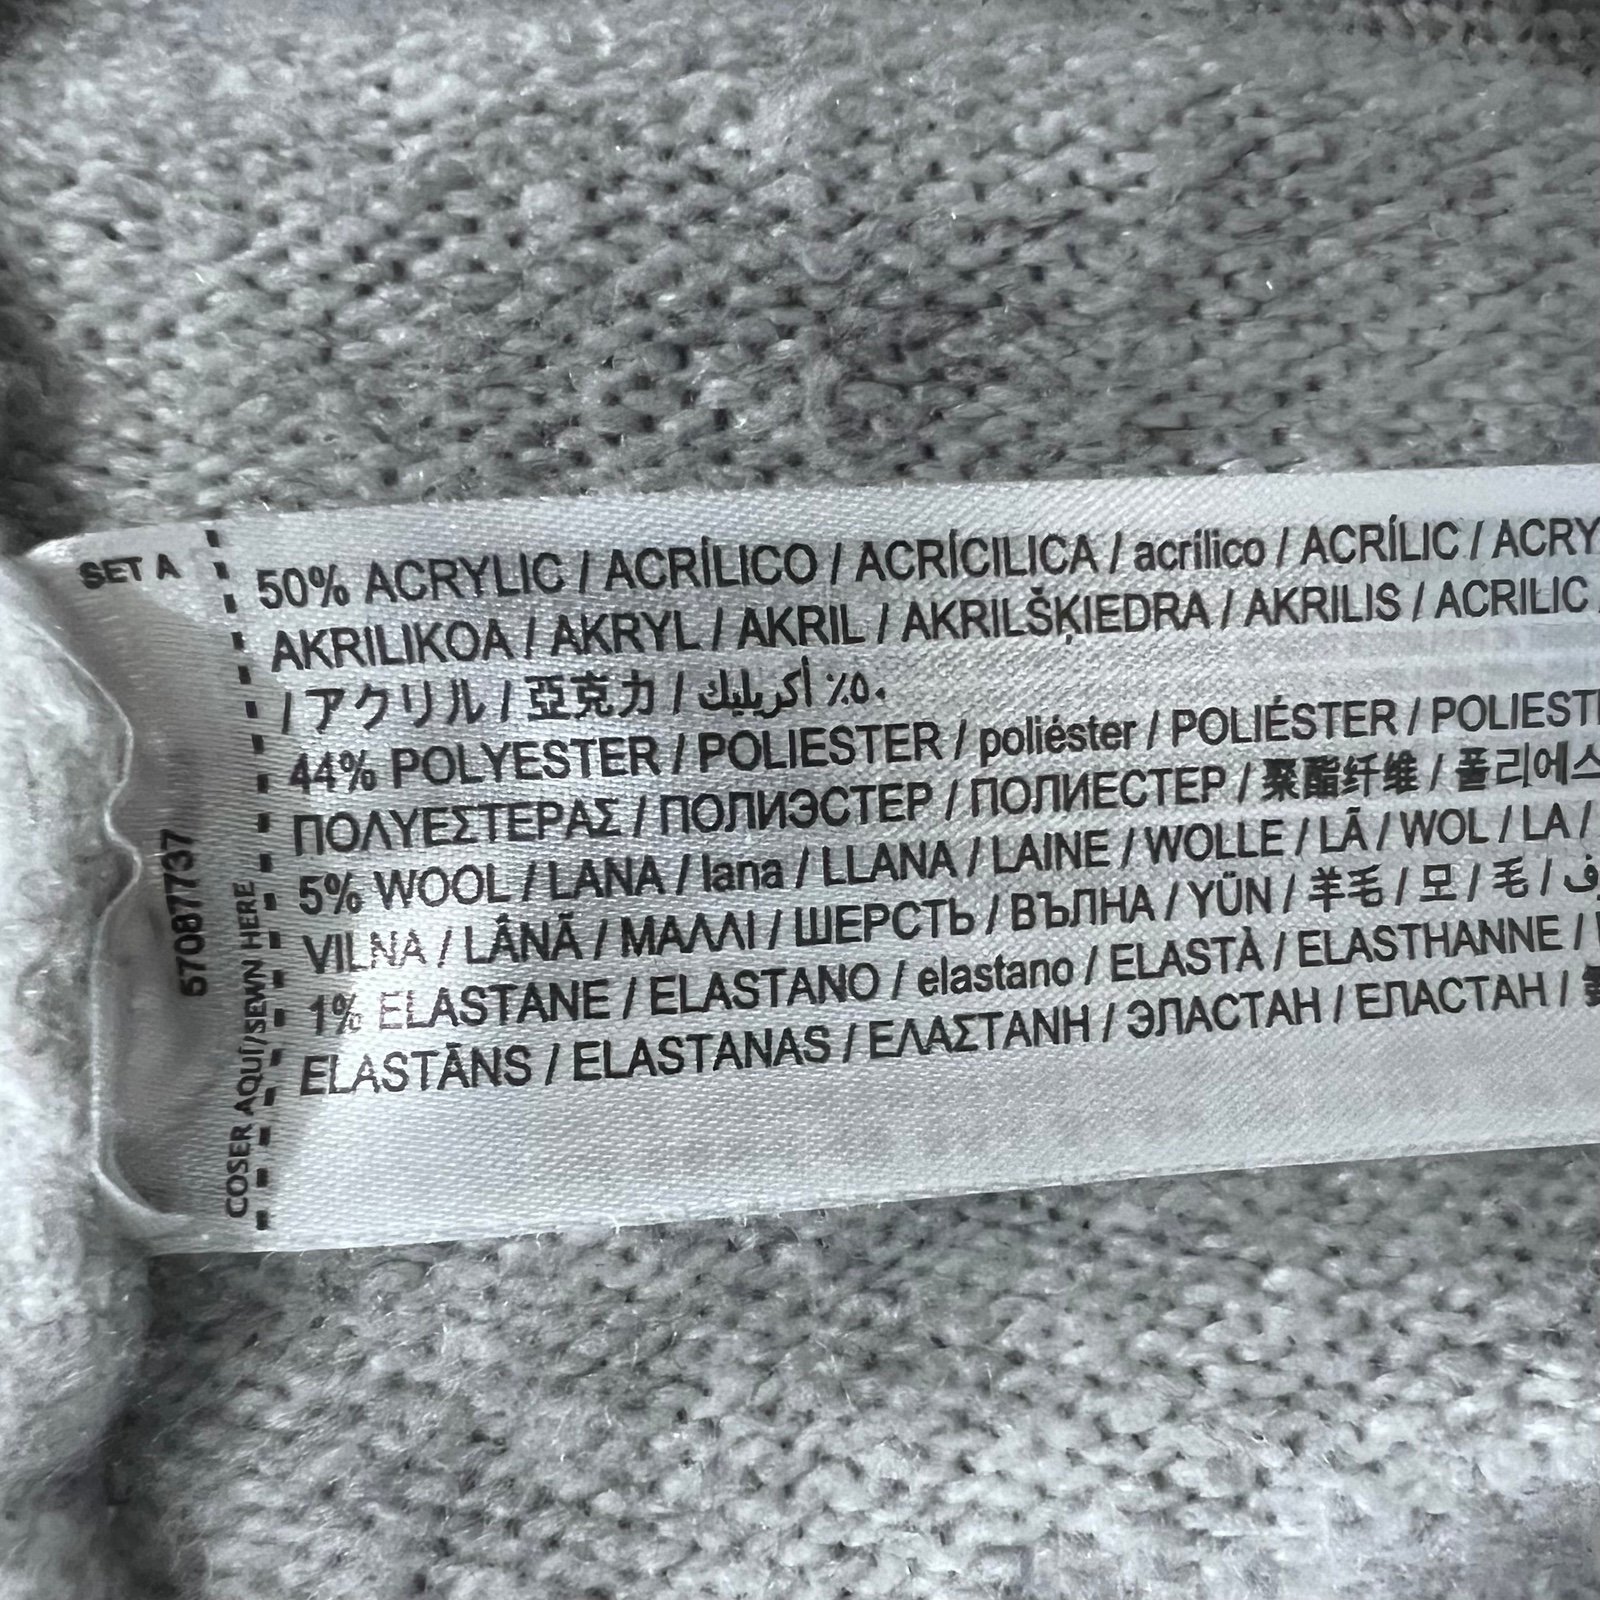 SET A
50% ACRYLIC / ACRÍLICO / ACRÍCILICA / acrílico / ACRÍLIC / ACRY
AKRILIKOA / AKRYL / AKRIL / AKRILŠĶIEDRA / AKRILIS / ACRILIC /
/ アクリル / 亞克力 / أكريليك ٪٥٠
44% POLYESTER / POLIESTER / poliéster / POLIÉSTER / POLIEST
ΠΟΛΥΕΣΤΕΡΑΣ / ПОЛИЭСТЕР / ПОЛИЕСТЕР / 聚酯纤维 / 폴리에스
5% WOOL / LANA / lana / LLANA / LAINE / WOLLE / LÃ / WOL / LA /
VILNA / LÂNĂ / ΜΑΛΛΙ / ШЕРСТЬ / ВЪЛНА / YÜN / 羊毛 / 모 / 毛 /
1% ELASTANE / ELASTANO / elastano / ELASTÀ / ELASTHANNE /
ELASTĀNS / ELASTANAS / ΕΛΑΣΤΑΝΗ / ЭЛАСТАН / ЕЛАСТАН /
57087737
COSER AQUÍ/SEWN HERE